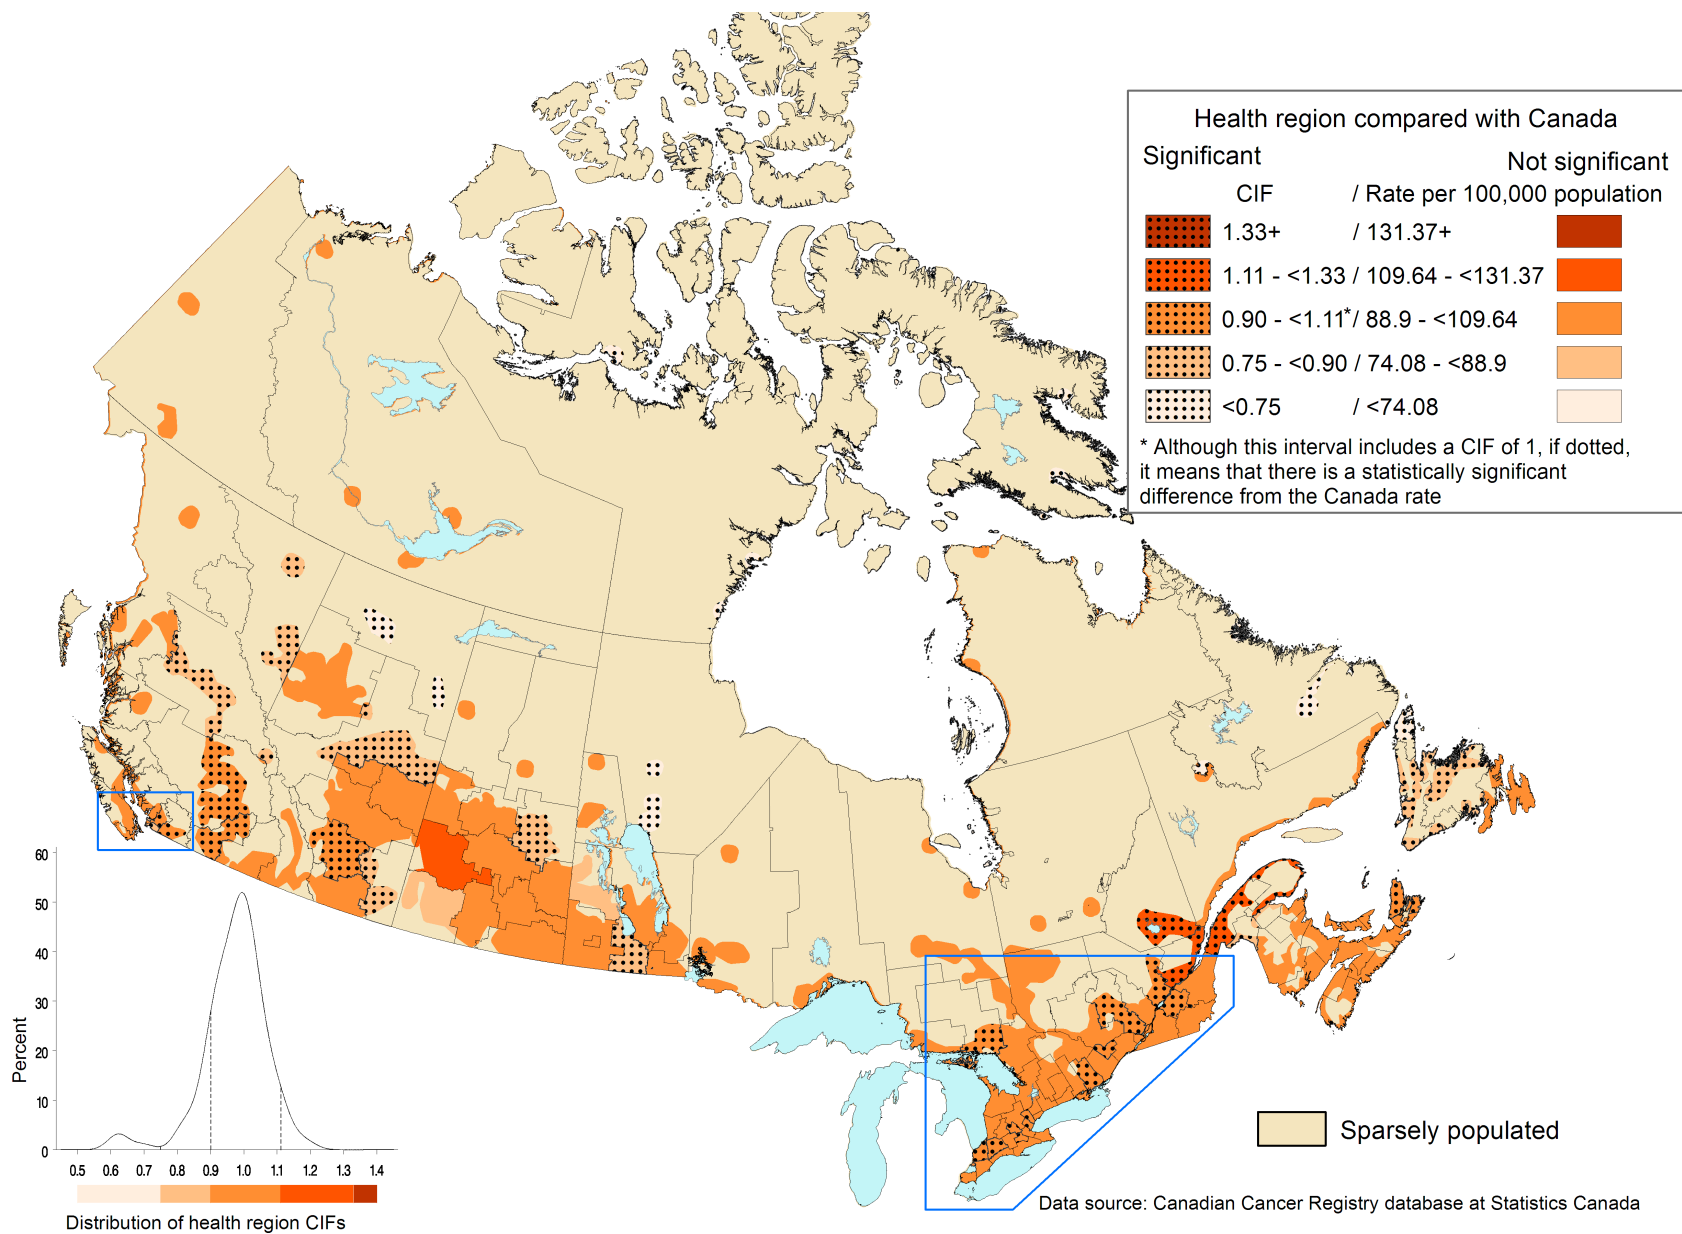 Health region compared with Canada
Significant
Not significant
CIF / Rate per 100,000 population
1.33+ / 131.37+
1.11 - <1.33 / 109.64 - <131.37
0.90 - <1.11* / 88.9 - <109.64
0.75 - <0.90 / 74.08 - <88.9
<0.75 / <74.08
* Although this interval includes a CIF of 1, if dotted,
it means that there is a statistically significant
difference from the Canada rate
Percent
60
50
40
30
20
10
0
0.5 0.6 0.7 0.8 0.9 1.0 1.1 1.2 1.3 1.4
Distribution of health region CIFs
Sparsely populated
Data source: Canadian Cancer Registry database at Statistics Canada